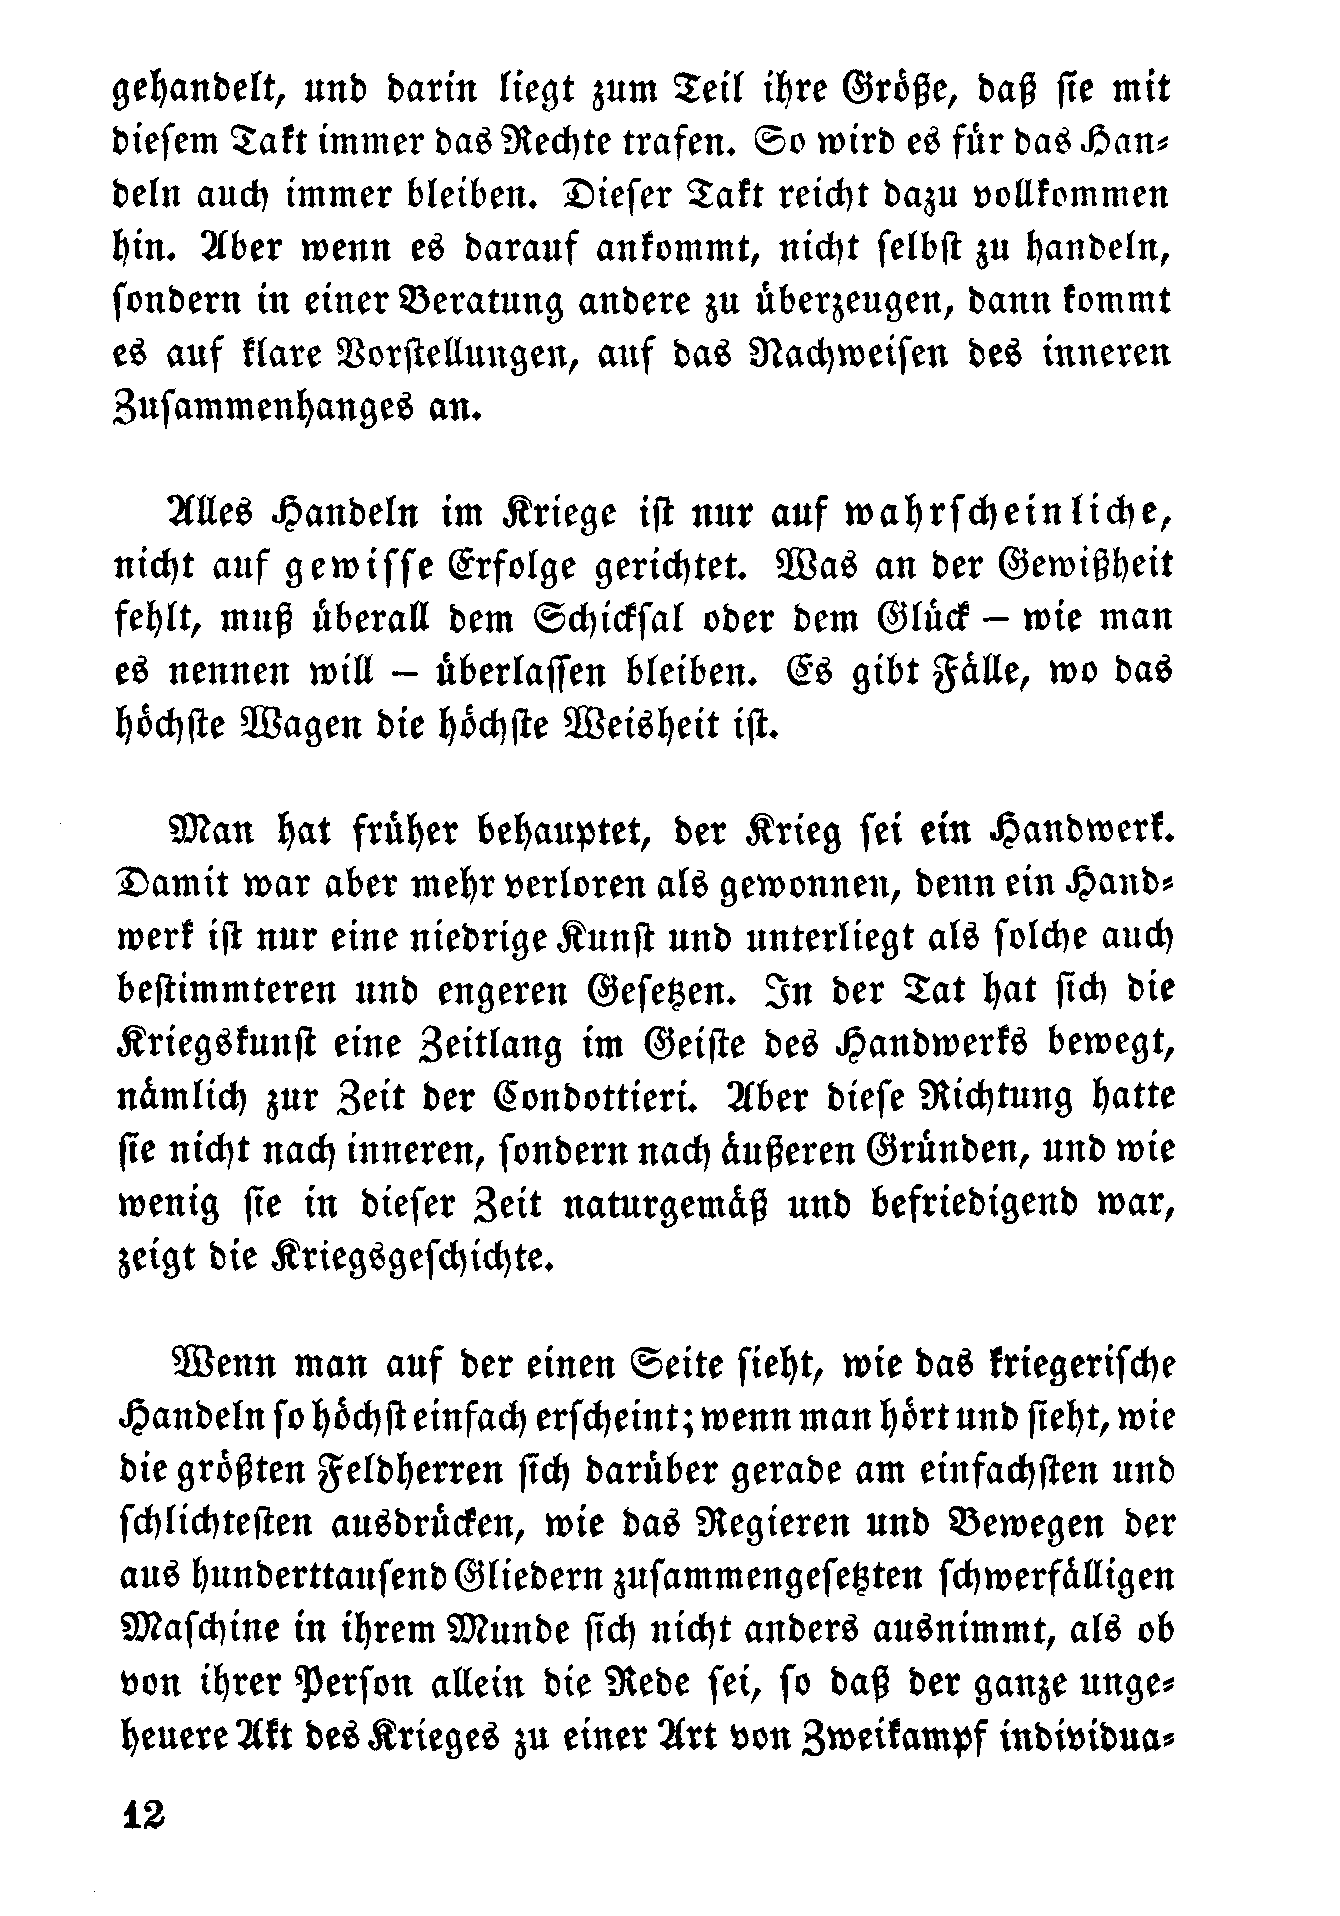 gehandelt, und darin liegt zum Teil ihre Größe, daß sie mit
diesem Takt immer das Rechte trafen. So wird es für das Han⸗
deln auch immer bleiben. Dieser Takt reicht dazu vollkommen
hin. Aber wenn es darauf ankommt, nicht selbst zu handeln,
sondern in einer Beratung andere zu überzeugen, dann kommt
es auf klare Vorstellungen, auf das Nachweisen des inneren
Zusammenhanges an.
Alles Handeln im Kriege ist nur auf wahrscheinliche,
nicht auf gewisse Erfolge gerichtet. Was an der Gewißheit
fehlt, muß überall dem Schicksal oder dem Glück – wie man
es nennen will – überlassen bleiben. Es gibt Fälle, wo das
höchste Wagen die höchste Weisheit ist.
Man hat früher behauptet, der Krieg sei ein Handwerk.
Damit war aber mehr verloren als gewonnen, denn ein Hand⸗
werk ist nur eine niedrige Kunst und unterliegt als solche auch
bestimmteren und engeren Gesetzen. In der Tat hat sich die
Kriegskunst eine Zeitlang im Geiste des Handwerks bewegt,
nämlich zur Zeit der Condottieri. Aber diese Richtung hatte
sie nicht nach inneren, sondern nach äußeren Gründen, und wie
wenig sie in dieser Zeit naturgemäß und befriedigend war,
zeigt die Kriegsgeschichte.
Wenn man auf der einen Seite sieht, wie das kriegerische
Handeln so höchst einfach erscheint; wenn man hört und sieht, wie
die größten Feldherren sich darüber gerade am einfachsten und
schlichtesten ausdrücken, wie das Regieren und Bewegen der
aus hunderttausend Gliedern zusammengesetzten schwerfälligen
Maschine in ihrem Munde sich nicht anders ausnimmt, als ob
von ihrer Person allein die Rede sei, so daß der ganze unge⸗
heuere Akt des Krieges zu einer Art von Zweikampf individua⸗
12